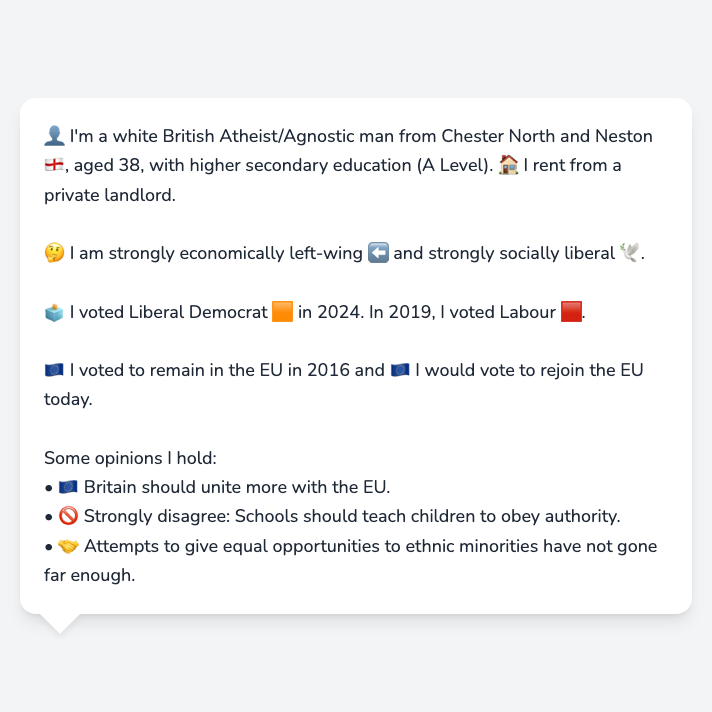 👤 I'm a white British Atheist/Agnostic man from Chester North and Neston
🏴󠁧󠁢󠁥󠁮󠁧󠁿, aged 38, with higher secondary education (A Level). 🏠 I rent from a
private landlord.
🤔 I am strongly economically left-wing ⬅️ and strongly socially liberal 🕊️.
🗳️ I voted Liberal Democrat 🟧 in 2024. In 2019, I voted Labour 🟥.
🇪🇺 I voted to remain in the EU in 2016 and 🇪🇺 I would vote to rejoin the EU
today.
Some opinions I hold:
• 🇪🇺 Britain should unite more with the EU.
• 🚫 Strongly disagree: Schools should teach children to obey authority.
• 🤝 Attempts to give equal opportunities to ethnic minorities have not gone
far enough.